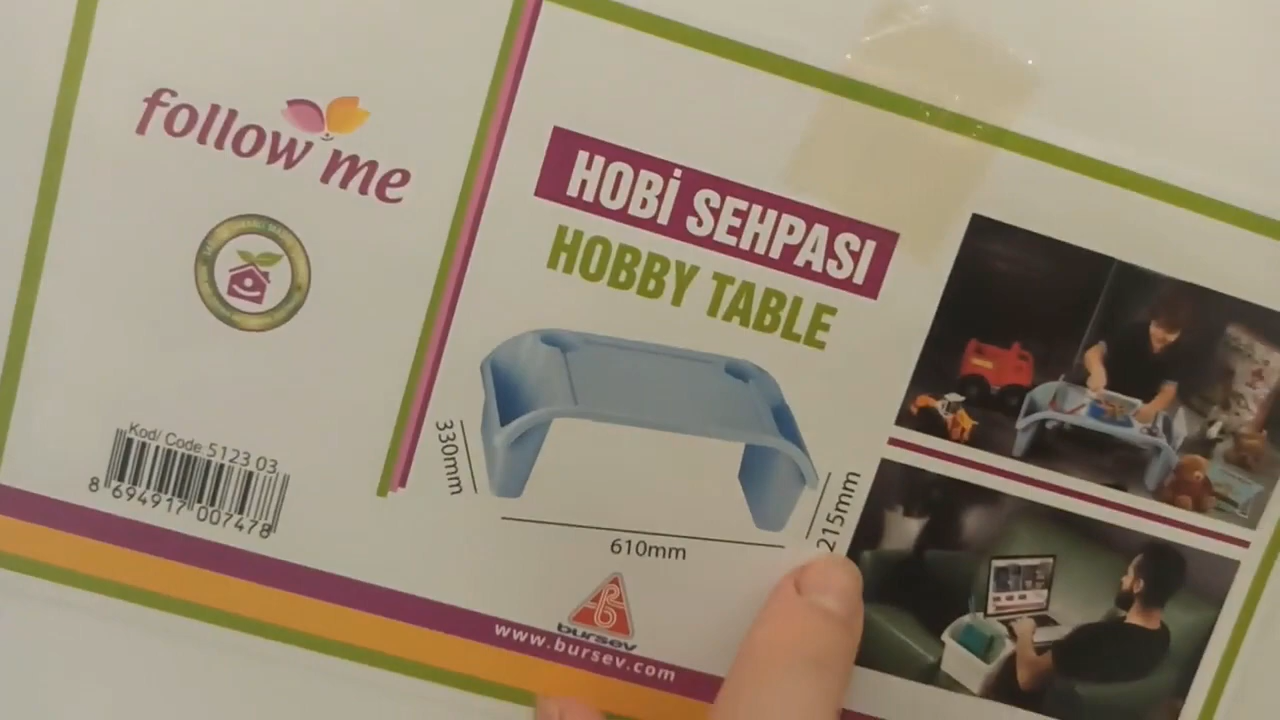 follow me
HOBİ SEHPASI
HOBBY TABLE
330mm
215mm
610mm
Kod/ Code:5123 03
8 694917 007478
bursev
www.bursev.com